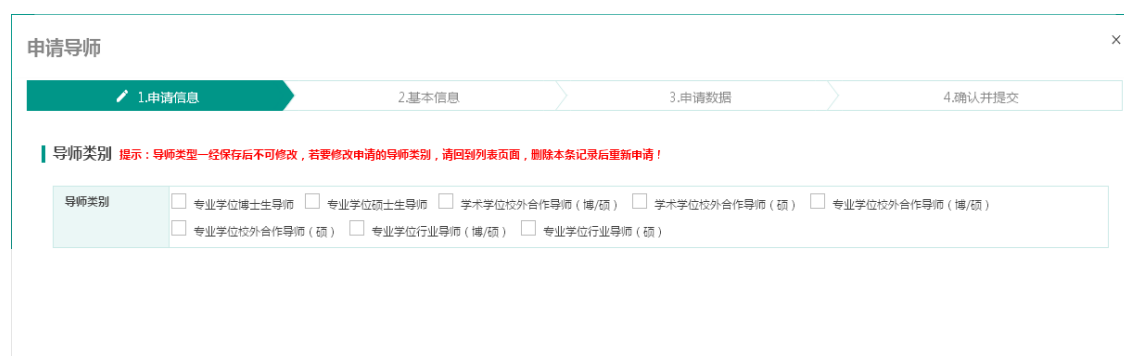 申请导师
×
1.申请信息 2.基本信息 3.申请数据 4.确认并提交
导师类别 提示：导师类型一经保存后不可修改，若要修改申请的导师类别，请回到列表页面，删除本条记录后重新申请！
导师类别 专业学位博士生导师 专业学位硕士生导师 学术学位校外合作导师（博/硕） 学术学位校外合作导师（硕） 专业学位校外合作导师（博/硕）
专业学位校外合作导师（硕） 专业学位行业导师（博/硕） 专业学位行业导师（硕）